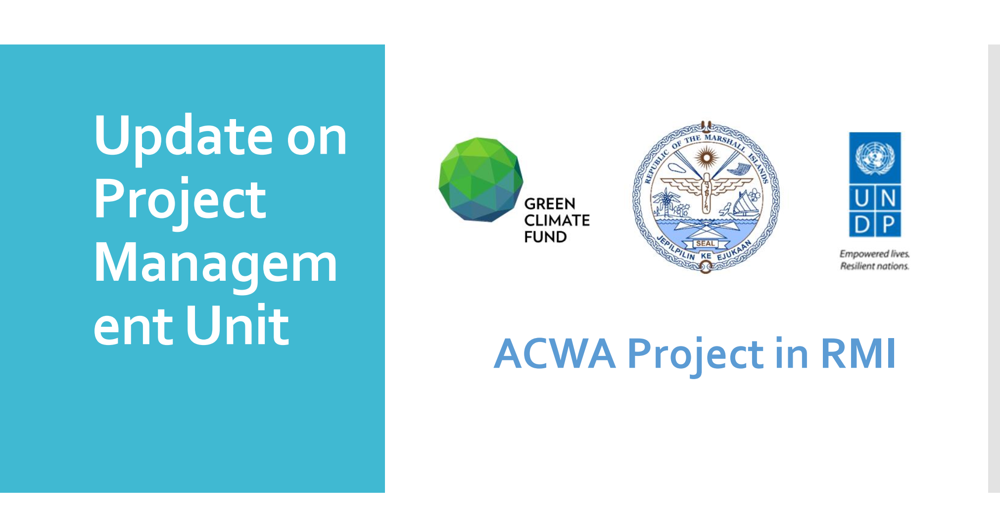 Update on
Project
Managem
ent Unit
GREEN
CLIMATE
FUND
REPUBLIC OF THE MARSHALL ISLANDS
SEAL
JEPILPILIN KE EJUKAAN
U N
D P
Empowered lives.
Resilient nations.
ACWA Project in RMI